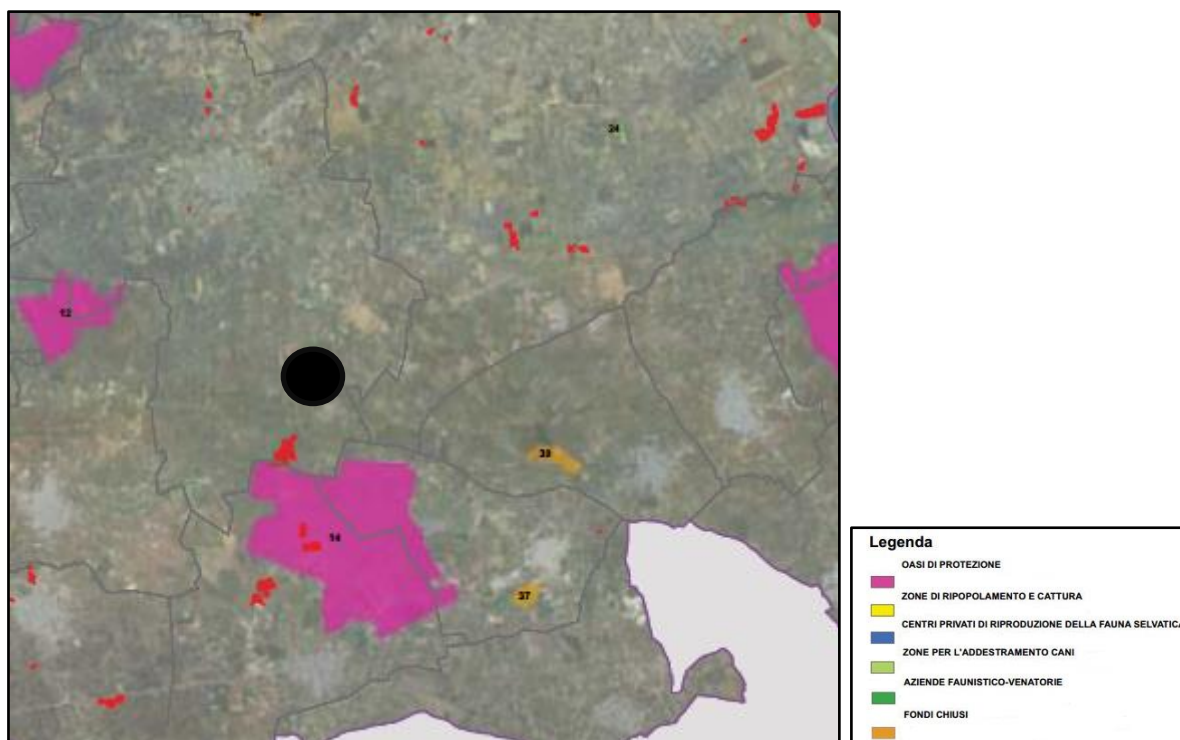 24
12
39
14
37
Legenda
OASI DI PROTEZIONE
ZONE DI RIPOPOLAMENTO E CATTURA
CENTRI PRIVATI DI RIPRODUZIONE DELLA FAUNA SELVATICA
ZONE PER L'ADDESTRAMENTO CANI
AZIENDE FAUNISTICO-VENATORIE
FONDI CHIUSI